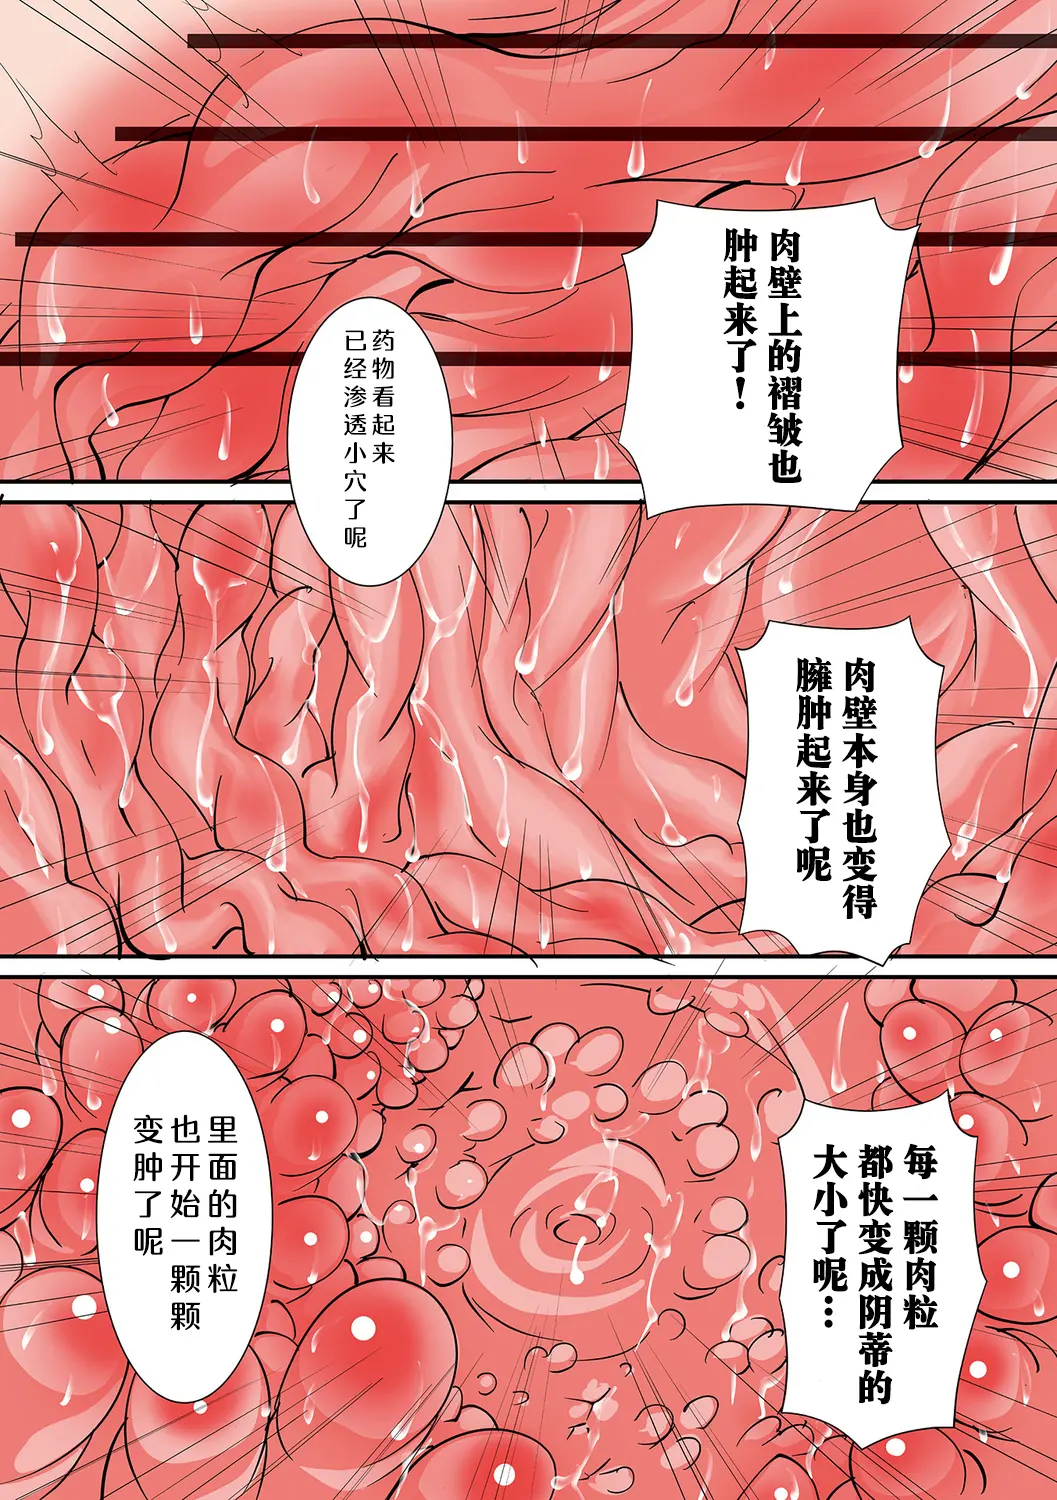 肉壁上的褶皱也
肿起来了！
药物看起来
已经渗透小穴了呢
肉壁本身也变得
臃肿起来了呢
每一颗肉粒
都快变成阴蒂的
大小了呢…
里面的肉粒
也开始一颗颗
变肿了呢